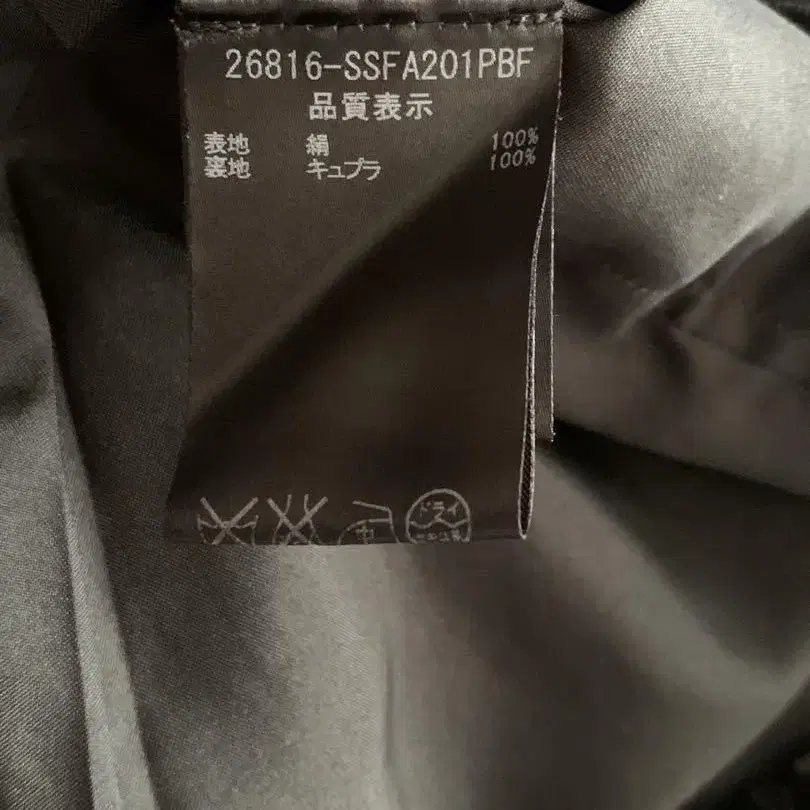 26816-SSFA201PBF
品質表示
表地 絹 100%
裏地 キュプラ 100%
ドライ